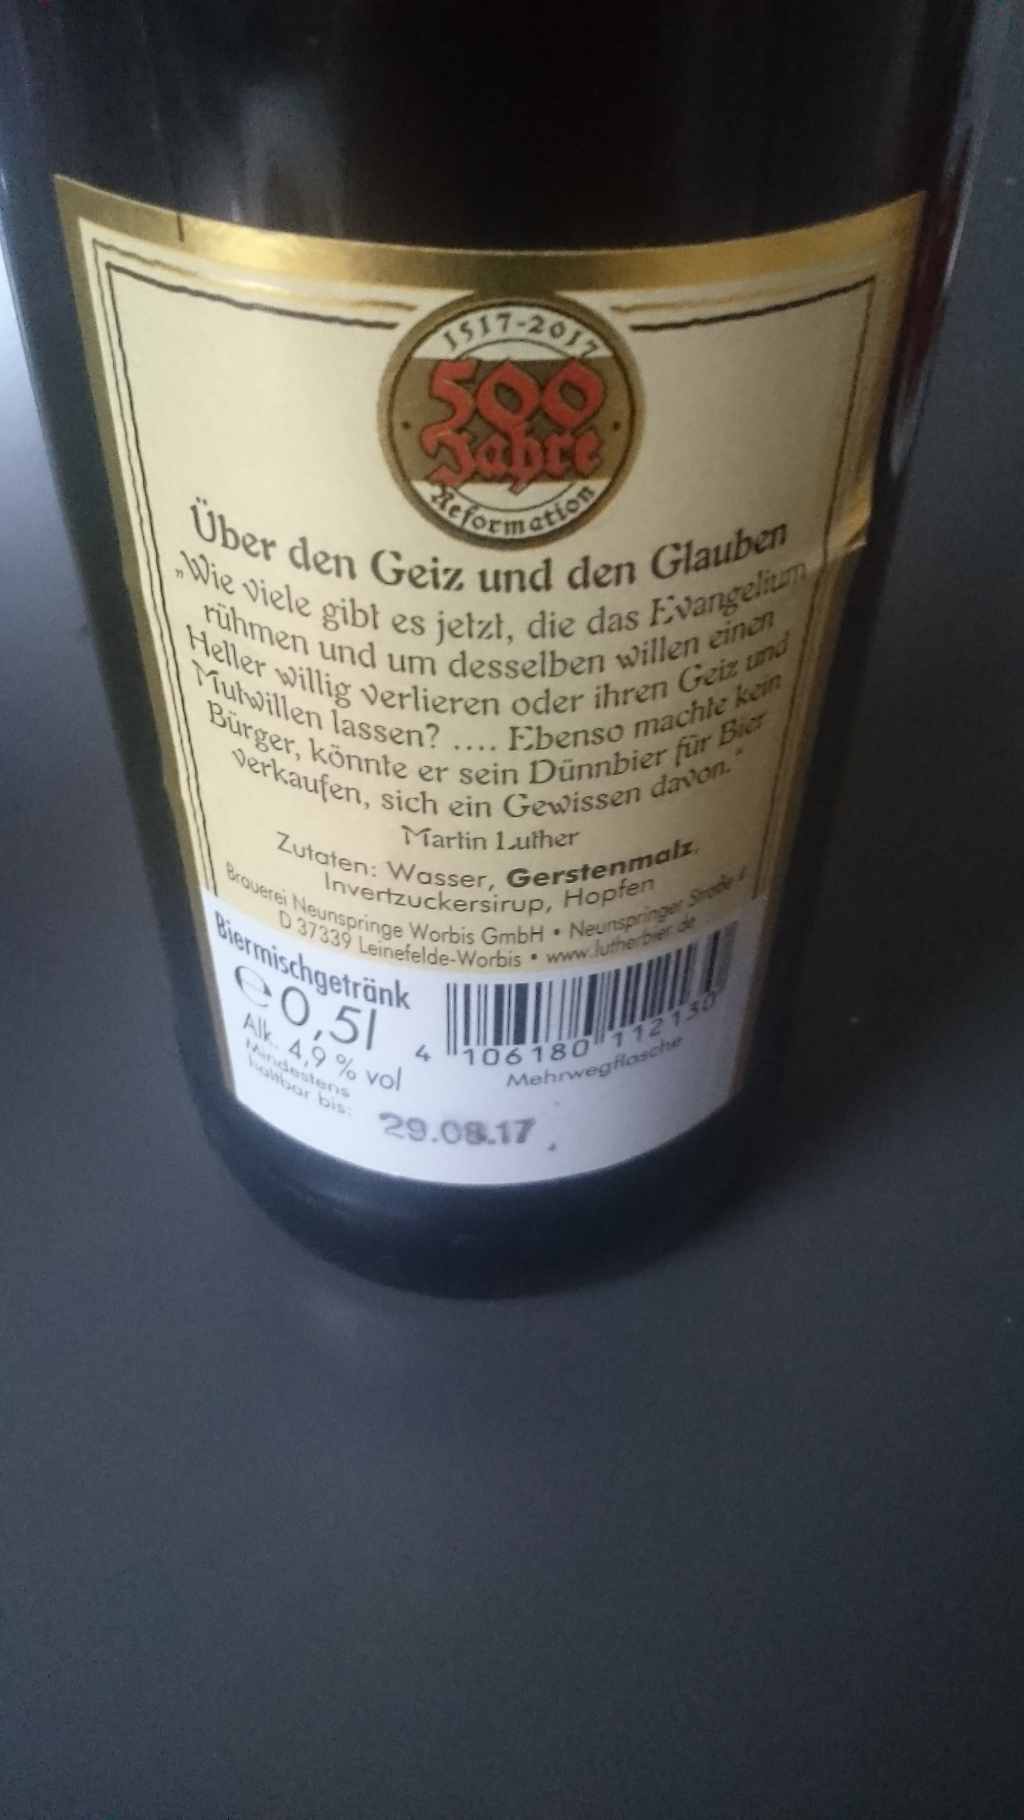 1517-2017
500
Jahre
Reformation
Über den Geiz und den Glauben
„Wie viele gibt es jetzt, die das Evangelium
rühmen und um desselben willen einen
Heller willig verlieren oder ihren Geiz und
Mutwillen lassen? .... Ebenso machte kein
Bürger, könnte er sein Dünnbier für Bier
verkaufen, sich ein Gewissen davon."
Martin Luther
Zutaten: Wasser, Gerstenmalz,
Invertzuckersirup, Hopfen
Brauerei Neunspringe Worbis GmbH • Neunspringer Straße 4
D 37339 Leinefelde-Worbis • www.lutherbier.de
Biermischgetränk
℮ 0,5l
Alk. 4,9 % vol
Mindestens
haltbar bis:
29.08.17
4 106180 112130
Mehrwegflasche